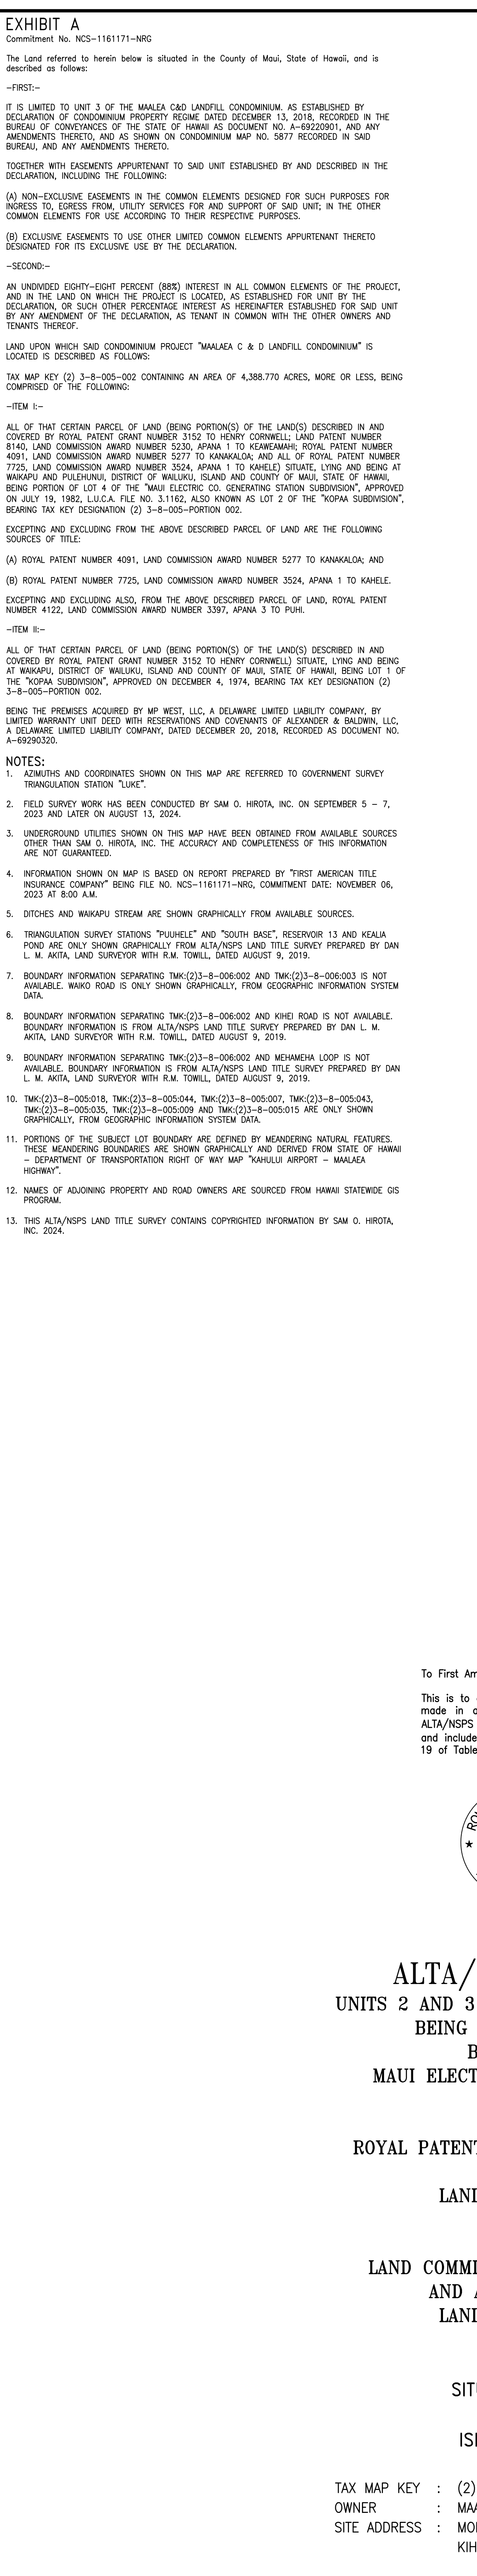 EXHIBIT A
Commitment No. NCS-1161171-NRG
The Land referred to herein below is situated in the County of Maui, State of Hawaii, and is
described as follows:
-FIRST:-
IT IS LIMITED TO UNIT 3 OF THE MAALEA C&D LANDFILL CONDOMINIUM. AS ESTABLISHED BY
DECLARATION OF CONDOMINIUM PROPERTY REGIME DATED DECEMBER 13, 2018, RECORDED IN THE
BUREAU OF CONVEYANCES OF THE STATE OF HAWAII AS DOCUMENT NO. A-69220901, AND ANY
AMENDMENTS THERETO, AND AS SHOWN ON CONDOMINIUM MAP NO. 5877 RECORDED IN SAID
BUREAU, AND ANY AMENDMENTS THERETO.
TOGETHER WITH EASEMENTS APPURTENANT TO SAID UNIT ESTABLISHED BY AND DESCRIBED IN THE
DECLARATION, INCLUDING THE FOLLOWING:
(A) NON-EXCLUSIVE EASEMENTS IN THE COMMON ELEMENTS DESIGNED FOR SUCH PURPOSES FOR
INGRESS TO, EGRESS FROM, UTILITY SERVICES FOR AND SUPPORT OF SAID UNIT; IN THE OTHER
COMMON ELEMENTS FOR USE ACCORDING TO THEIR RESPECTIVE PURPOSES.
(B) EXCLUSIVE EASEMENTS TO USE OTHER LIMITED COMMON ELEMENTS APPURTENANT THERETO
DESIGNATED FOR ITS EXCLUSIVE USE BY THE DECLARATION.
-SECOND:-
AN UNDIVIDED EIGHTY-EIGHT PERCENT (88%) INTEREST IN ALL COMMON ELEMENTS OF THE PROJECT,
AND IN THE LAND ON WHICH THE PROJECT IS LOCATED, AS ESTABLISHED FOR UNIT BY THE
DECLARATION, OR SUCH OTHER PERCENTAGE INTEREST AS HEREINAFTER ESTABLISHED FOR SAID UNIT
BY ANY AMENDMENT OF THE DECLARATION, AS TENANT IN COMMON WITH THE OTHER OWNERS AND
TENANTS THEREOF.
LAND UPON WHICH SAID CONDOMINIUM PROJECT "MAALAEA C & D LANDFILL CONDOMINIUM" IS
LOCATED IS DESCRIBED AS FOLLOWS:
TAX MAP KEY (2) 3-8-005-002 CONTAINING AN AREA OF 4,388.770 ACRES, MORE OR LESS, BEING
COMPRISED OF THE FOLLOWING:
-ITEM I:-
ALL OF THAT CERTAIN PARCEL OF LAND (BEING PORTION(S) OF THE LAND(S) DESCRIBED IN AND
COVERED BY ROYAL PATENT GRANT NUMBER 3152 TO HENRY CORNWELL; LAND PATENT NUMBER
8140, LAND COMMISSION AWARD NUMBER 5230, APANA 1 TO KEAWEAMAHI; ROYAL PATENT NUMBER
4091, LAND COMMISSION AWARD NUMBER 5277 TO KANAKALOA; AND ALL OF ROYAL PATENT NUMBER
7725, LAND COMMISSION AWARD NUMBER 3524, APANA 1 TO KAHELE) SITUATE, LYING AND BEING AT
WAIKAPU AND PULEHUNUI, DISTRICT OF WAILUKU, ISLAND AND COUNTY OF MAUI, STATE OF HAWAII,
BEING PORTION OF LOT 4 OF THE "MAUI ELECTRIC CO. GENERATING STATION SUBDIVISION", APPROVED
ON JULY 19, 1982, L.U.C.A. FILE NO. 3.1162, ALSO KNOWN AS LOT 2 OF THE "KOPAA SUBDIVISION",
BEARING TAX KEY DESIGNATION (2) 3-8-005-PORTION 002.
EXCEPTING AND EXCLUDING FROM THE ABOVE DESCRIBED PARCEL OF LAND ARE THE FOLLOWING
SOURCES OF TITLE:
(A) ROYAL PATENT NUMBER 4091, LAND COMMISSION AWARD NUMBER 5277 TO KANAKALOA; AND
(B) ROYAL PATENT NUMBER 7725, LAND COMMISSION AWARD NUMBER 3524, APANA 1 TO KAHELE.
EXCEPTING AND EXCLUDING ALSO, FROM THE ABOVE DESCRIBED PARCEL OF LAND, ROYAL PATENT
NUMBER 4122, LAND COMMISSION AWARD NUMBER 3397, APANA 3 TO PUHI.
-ITEM II:-
ALL OF THAT CERTAIN PARCEL OF LAND (BEING PORTION(S) OF THE LAND(S) DESCRIBED IN AND
COVERED BY ROYAL PATENT GRANT NUMBER 3152 TO HENRY CORNWELL) SITUATE, LYING AND BEING
AT WAIKAPU, DISTRICT OF WAILUKU, ISLAND AND COUNTY OF MAUI, STATE OF HAWAII, BEING LOT 1 OF
THE "KOPAA SUBDIVISION", APPROVED ON DECEMBER 4, 1974, BEARING TAX KEY DESIGNATION (2)
3-8-005-PORTION 002.
BEING THE PREMISES ACQUIRED BY MP WEST, LLC, A DELAWARE LIMITED LIABILITY COMPANY, BY
LIMITED WARRANTY UNIT DEED WITH RESERVATIONS AND COVENANTS OF ALEXANDER & BALDWIN, LLC,
A DELAWARE LIMITED LIABILITY COMPANY, DATED DECEMBER 20, 2018, RECORDED AS DOCUMENT NO.
A-69290320.
NOTES:
1. AZIMUTHS AND COORDINATES SHOWN ON THIS MAP ARE REFERRED TO GOVERNMENT SURVEY
TRIANGULATION STATION "LUKE".
2. FIELD SURVEY WORK HAS BEEN CONDUCTED BY SAM O. HIROTA, INC. ON SEPTEMBER 5 - 7,
2023 AND LATER ON AUGUST 13, 2024.
3. UNDERGROUND UTILITIES SHOWN ON THIS MAP HAVE BEEN OBTAINED FROM AVAILABLE SOURCES
OTHER THAN SAM O. HIROTA, INC. THE ACCURACY AND COMPLETENESS OF THIS INFORMATION
ARE NOT GUARANTEED.
4. INFORMATION SHOWN ON MAP IS BASED ON REPORT PREPARED BY "FIRST AMERICAN TITLE
INSURANCE COMPANY" BEING FILE NO. NCS-1161171-NRG, COMMITMENT DATE: NOVEMBER 06,
2023 AT 8:00 A.M.
5. DITCHES AND WAIKAPU STREAM ARE SHOWN GRAPHICALLY FROM AVAILABLE SOURCES.
6. TRIANGULATION SURVEY STATIONS "PUUHELE" AND "SOUTH BASE", RESERVOIR 13 AND KEALIA
POND ARE ONLY SHOWN GRAPHICALLY FROM ALTA/NSPS LAND TITLE SURVEY PREPARED BY DAN
L. M. AKITA, LAND SURVEYOR WITH R.M. TOWILL, DATED AUGUST 9, 2019.
7. BOUNDARY INFORMATION SEPARATING TMK:(2)3-8-006:002 AND TMK:(2)3-8-006:003 IS NOT
AVAILABLE. WAIKO ROAD IS ONLY SHOWN GRAPHICALLY, FROM GEOGRAPHIC INFORMATION SYSTEM
DATA.
8. BOUNDARY INFORMATION SEPARATING TMK:(2)3-8-006:002 AND KIHEI ROAD IS NOT AVAILABLE.
BOUNDARY INFORMATION IS FROM ALTA/NSPS LAND TITLE SURVEY PREPARED BY DAN L. M.
AKITA, LAND SURVEYOR WITH R.M. TOWILL, DATED AUGUST 9, 2019.
9. BOUNDARY INFORMATION SEPARATING TMK:(2)3-8-006:002 AND MEHAMEHA LOOP IS NOT
AVAILABLE. BOUNDARY INFORMATION IS FROM ALTA/NSPS LAND TITLE SURVEY PREPARED BY DAN
L. M. AKITA, LAND SURVEYOR WITH R.M. TOWILL, DATED AUGUST 9, 2019.
10. TMK:(2)3-8-005:018, TMK:(2)3-8-005:044, TMK:(2)3-8-005:007, TMK:(2)3-8-005:043,
TMK:(2)3-8-005:035, TMK:(2)3-8-005:009 AND TMK:(2)3-8-005:015 ARE ONLY SHOWN
GRAPHICALLY, FROM GEOGRAPHIC INFORMATION SYSTEM DATA.
11. PORTIONS OF THE SUBJECT LOT BOUNDARY ARE DEFINED BY MEANDERING NATURAL FEATURES.
THESE MEANDERING BOUNDARIES ARE SHOWN GRAPHICALLY AND DERIVED FROM STATE OF HAWAII
- DEPARTMENT OF TRANSPORTATION RIGHT OF WAY MAP "KAHULUI AIRPORT - MAALAEA
HIGHWAY".
12. NAMES OF ADJOINING PROPERTY AND ROAD OWNERS ARE SOURCED FROM HAWAII STATEWIDE GIS
PROGRAM.
13. THIS ALTA/NSPS LAND TITLE SURVEY CONTAINS COPYRIGHTED INFORMATION BY SAM O. HIROTA,
INC. 2024.
To First Am
This is to
made in a
ALTA/NSPS
and include
19 of Table
ALTA/
UNITS 2 AND 3
BEING
B
MAUI ELECT
ROYAL PATENT
LAND
LAND COMMI
AND A
LAND
SITU
ISL
TAX MAP KEY : (2)
OWNER : MAA
SITE ADDRESS : MOK
KIH